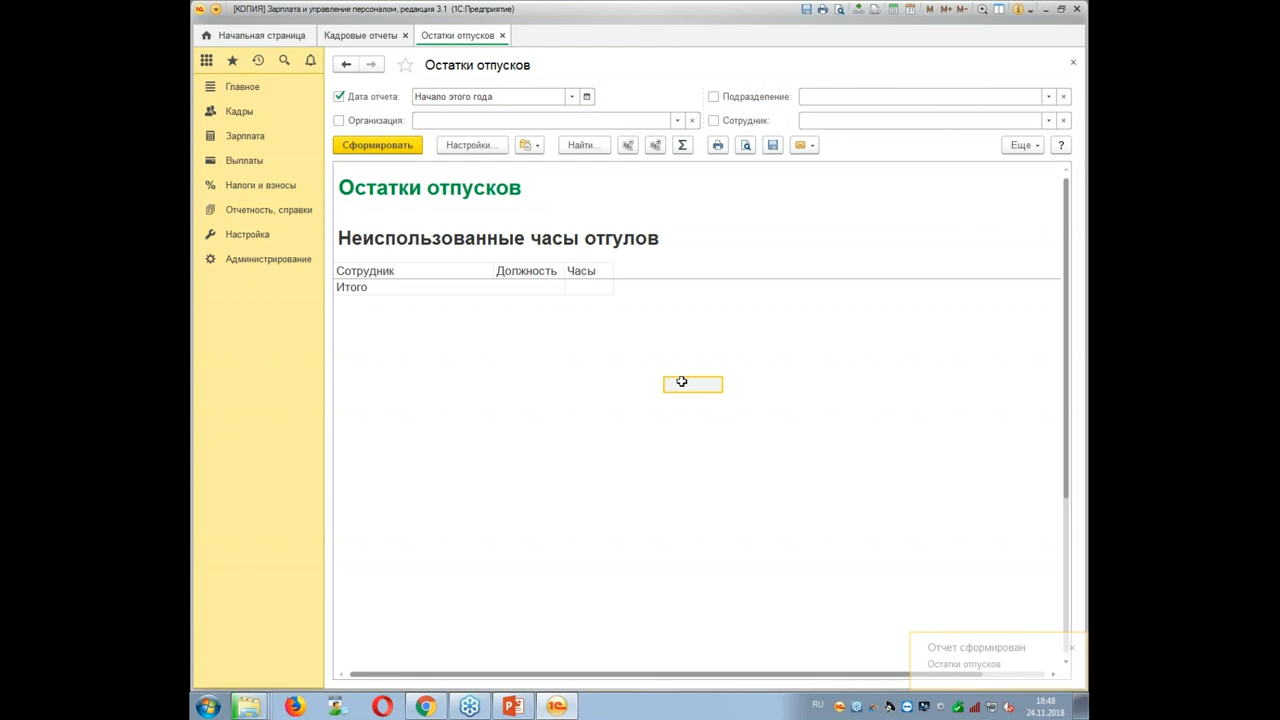 [КОПИЯ] Зарплата и управление персоналом, редакция 3.1 (1С:Предприятие)
M M+ M-
Начальная страница
Кадровые отчеты
Остатки отпусков
Остатки отпусков
Главное
Кадры
Зарплата
Выплаты
Налоги и взносы
Отчетность, справки
Настройка
Администрирование
Дата отчета: Начало этого года
Подразделение:
Организация:
Сотрудник:
Сформировать
Настройки...
Найти...
Еще
?
Остатки отпусков
Неиспользованные часы отгулов
Сотрудник Должность Часы
Итого
Отчет сформирован
Остатки отпусков
RU
18:48
24.11.2018